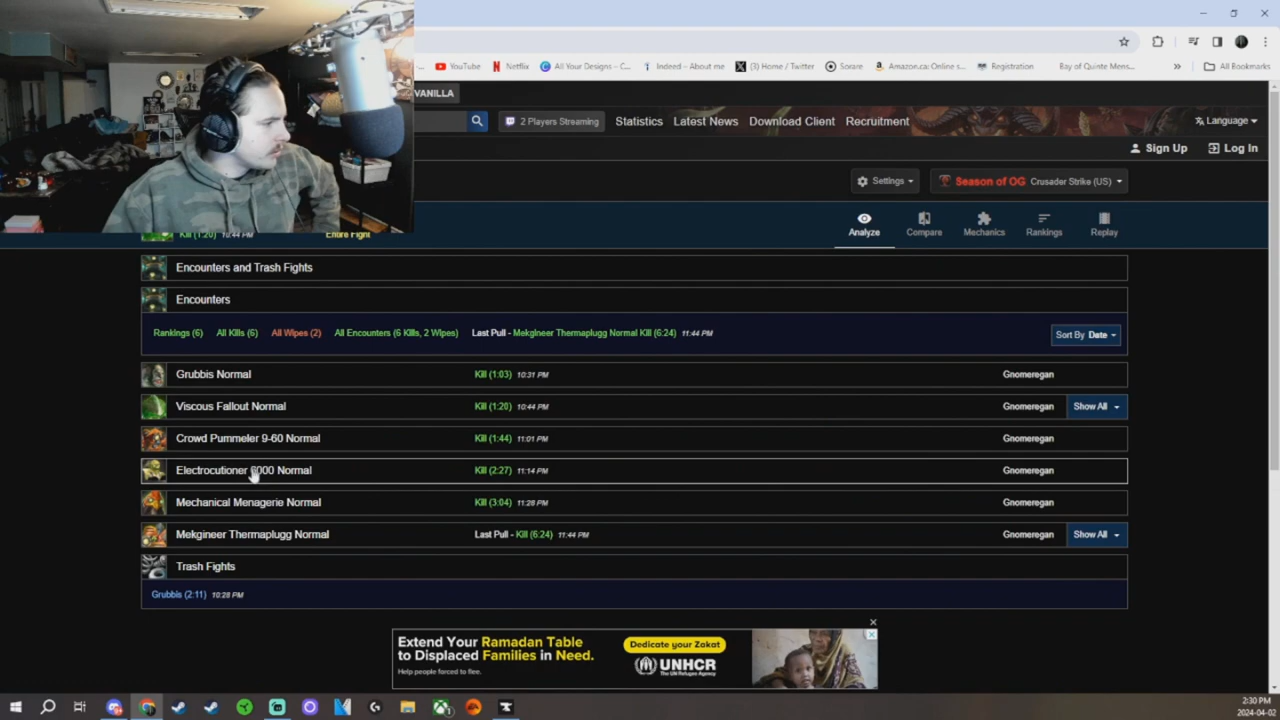 YouTube
Netflix
All Your Designs – C...
Indeed – About me
(3) Home / Twitter
Sorare
Amazon.ca: Online s...
Registration
Bay of Quinte Mens...
»
All Bookmarks
VANILLA
2 Players Streaming
Statistics
Latest News
Download Client
Recruitment
Language
Sign Up
Log In
Settings
Season of OG Crusader Strike (US)
Kill (1:20) 10:44 PM
Entire Fight
Analyze
Compare
Mechanics
Rankings
Replay
Encounters and Trash Fights
Encounters
Rankings (6) All Kills (6) All Wipes (2) All Encounters (6 Kills, 2 Wipes) Last Pull - Mekgineer Thermaplugg Normal Kill (6:24) 11:44 PM
Sort By Date
Grubbis Normal Kill (1:03) 10:31 PM Gnomeregan
Viscous Fallout Normal Kill (1:20) 10:44 PM Gnomeregan Show All
Crowd Pummeler 9-60 Normal Kill (1:44) 11:01 PM Gnomeregan
Electrocutioner 6000 Normal Kill (2:27) 11:14 PM Gnomeregan
Mechanical Menagerie Normal Kill (3:04) 11:28 PM Gnomeregan
Mekgineer Thermaplugg Normal Last Pull - Kill (6:24) 11:44 PM Gnomeregan Show All
Trash Fights
Grubbis (2:11) 10:28 PM
Extend Your Ramadan Table
to Displaced Families in Need.
Help people forced to flee.
Dedicate your Zakat
UNHCR
The UN Refugee Agency
2:30 PM
2024-04-02